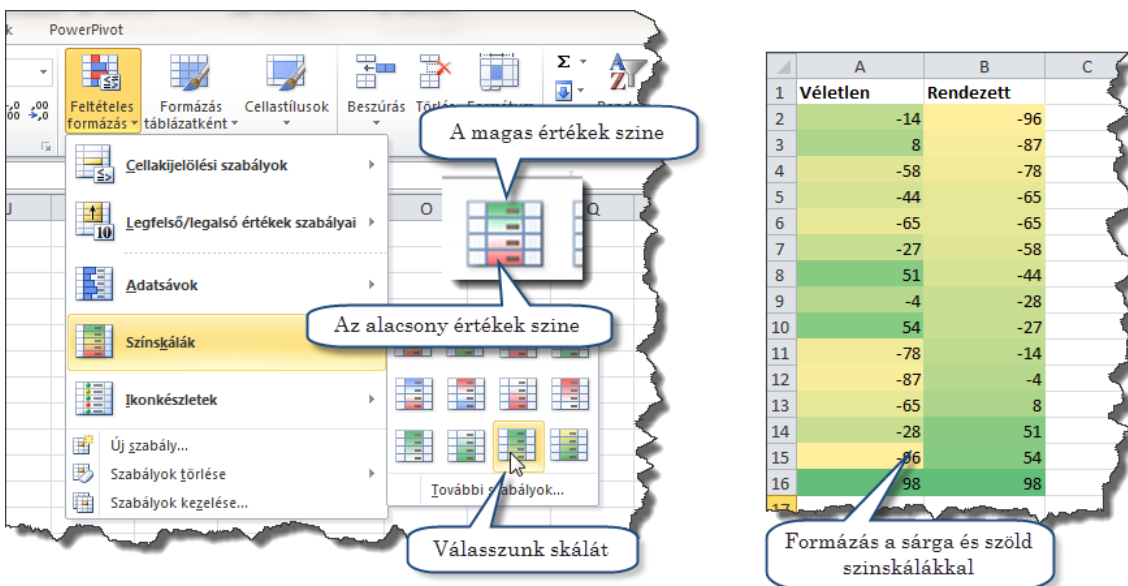 k PowerPivot
Feltételes formázás
Formázás táblázatként
Cellastílusok
Beszúrás Törlés Formátum
A magas értékek szine
Cellakijelölési szabályok
Legfelső/legalsó értékek szabályai
Adatsávok
Színskálák
Ikonkészletek
Új szabály...
Szabályok törlése
Szabályok kezelése...
J O Q
Az alacsony értékek szine
További szabályok...
Válasszunk skálát
A B C
1 Véletlen Rendezett
2 -14 -96
3 8 -87
4 -58 -78
5 -44 -65
6 -65 -65
7 -27 -58
8 51 -44
9 -4 -28
10 54 -27
11 -78 -14
12 -87 -4
13 -65 8
14 -28 51
15 -96 54
16 98 98
17
Formázás a sárga és szöld
szinskálákkal